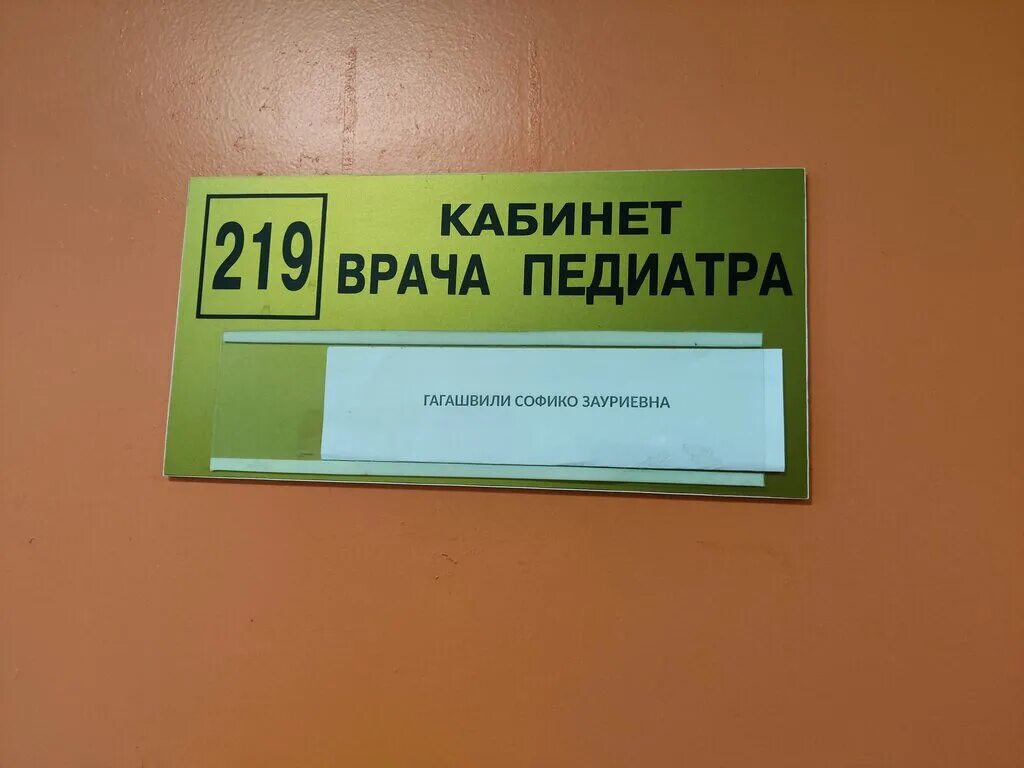 219
КАБИНЕТ
ВРАЧА ПЕДИАТРА
ГАГАШВИЛИ СОФИКО ЗАУРИЕВНА